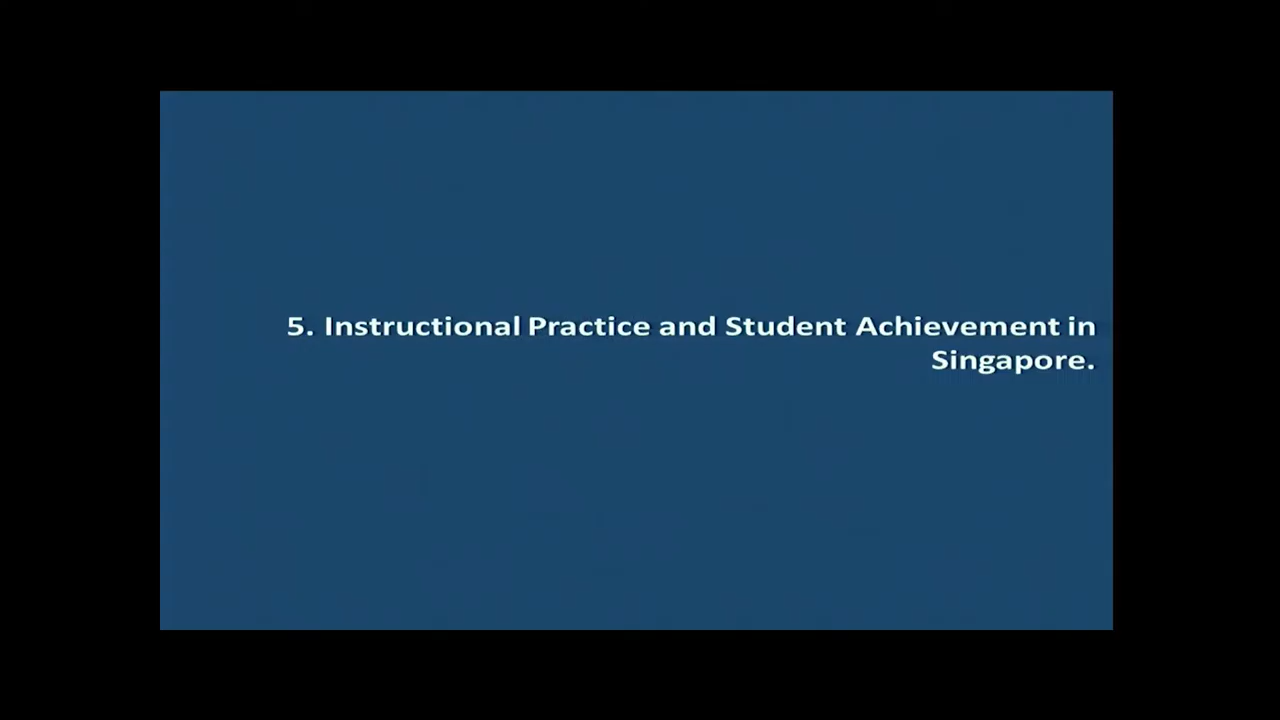 5. Instructional Practice and Student Achievement in
Singapore.